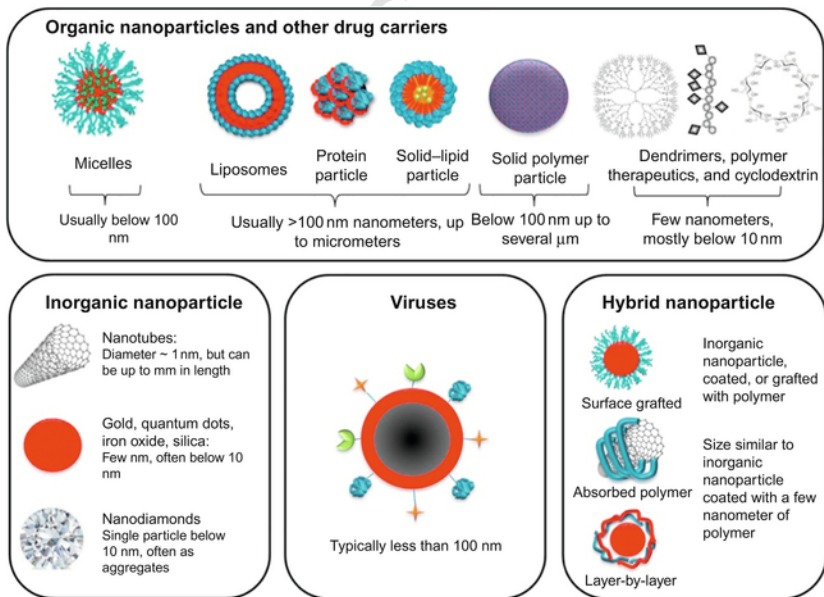 Organic nanoparticles and other drug carriers
Micelles
Liposomes
Protein
particle
Solid–lipid
particle
Solid polymer
particle
Dendrimers, polymer
therapeutics, and cyclodextrin
Usually below 100
nm
Usually >100 nm nanometers, up
to micrometers
Below 100 nm up to
several μm
Few nanometers,
mostly below 10 nm
Inorganic nanoparticle
Nanotubes:
Diameter ~ 1 nm, but can
be up to mm in length
Gold, quantum dots,
iron oxide, silica:
Few nm, often below 10
nm
Nanodiamonds
Single particle below
10 nm, often as
aggregates
Viruses
Typically less than 100 nm
Hybrid nanoparticle
Surface grafted
Inorganic
nanoparticle,
coated, or grafted
with polymer
Absorbed polymer
Layer-by-layer
Size similar to
inorganic
nanoparticle
coated with a few
nanometer of
polymer